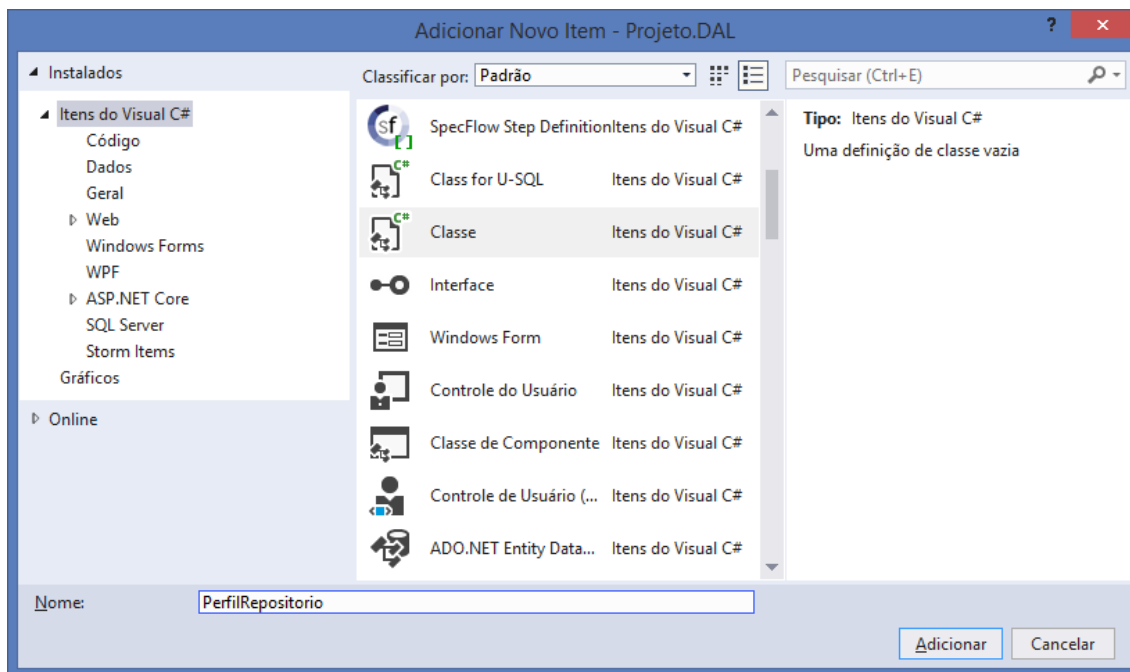 Adicionar Novo Item - Projeto.DAL
?
Instalados
Classificar por: Padrão
Pesquisar (Ctrl+E)
Itens do Visual C#
Código
Dados
Geral
Web
Windows Forms
WPF
ASP.NET Core
SQL Server
Storm Items
Gráficos
Online
SpecFlow Step Definition Itens do Visual C#
Class for U-SQL Itens do Visual C#
Classe Itens do Visual C#
Interface Itens do Visual C#
Windows Form Itens do Visual C#
Controle do Usuário Itens do Visual C#
Classe de Componente Itens do Visual C#
Controle de Usuário (... Itens do Visual C#
ADO.NET Entity Data... Itens do Visual C#
Tipo: Itens do Visual C#
Uma definição de classe vazia
Nome: PerfilRepositorio
Adicionar Cancelar